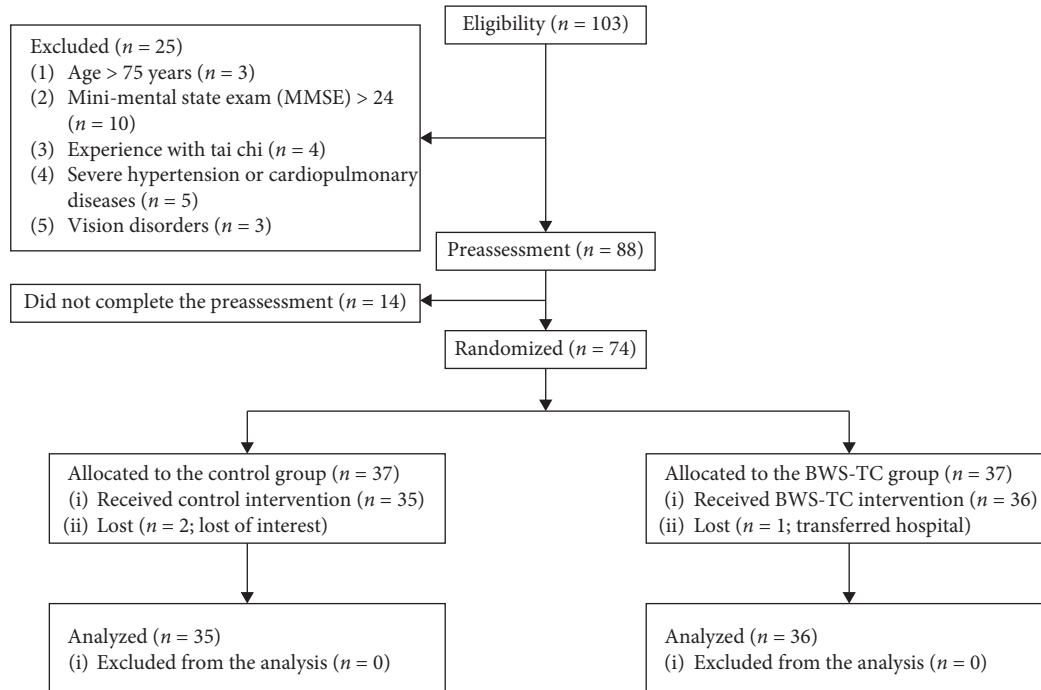 Eligibility (n = 103)
Excluded (n = 25)
(1) Age > 75 years (n = 3)
(2) Mini-mental state exam (MMSE) > 24
(n = 10)
(3) Experience with tai chi (n = 4)
(4) Severe hypertension or cardiopulmonary
diseases (n = 5)
(5) Vision disorders (n = 3)
Preassessment (n = 88)
Did not complete the preassessment (n = 14)
Randomized (n = 74)
Allocated to the control group (n = 37)
(i) Received control intervention (n = 35)
(ii) Lost (n = 2; lost of interest)
Allocated to the BWS-TC group (n = 37)
(i) Received BWS-TC intervention (n = 36)
(ii) Lost (n = 1; transferred hospital)
Analyzed (n = 35)
(i) Excluded from the analysis (n = 0)
Analyzed (n = 36)
(i) Excluded from the analysis (n = 0)